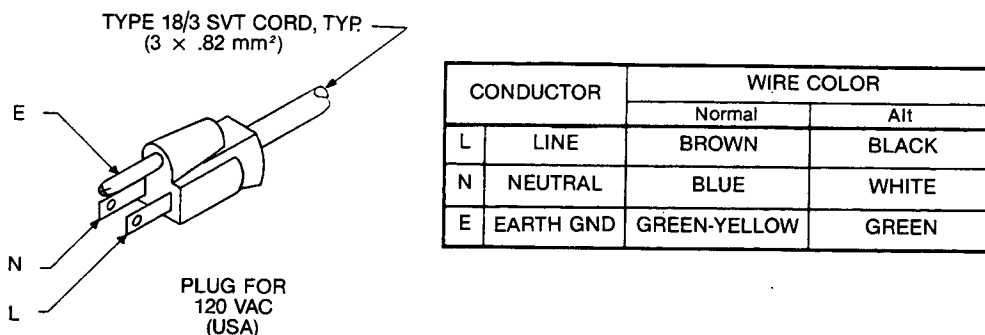 TYPE 18/3 SVT CORD, TYP.
(3 × .82 mm²)
E
N
L
PLUG FOR
120 VAC
(USA)
CONDUCTOR
WIRE COLOR
Normal
Alt
L LINE BROWN BLACK
N NEUTRAL BLUE WHITE
E EARTH GND GREEN-YELLOW GREEN